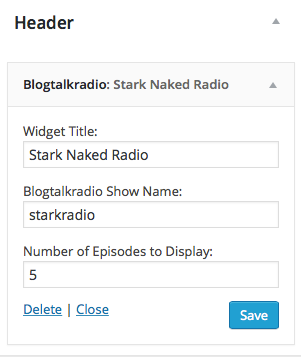 Header
Blogtalkradio: Stark Naked Radio
Widget Title:
Stark Naked Radio
Blogtalkradio Show Name:
starkradio
Number of Episodes to Display:
5
Delete | Close
Save